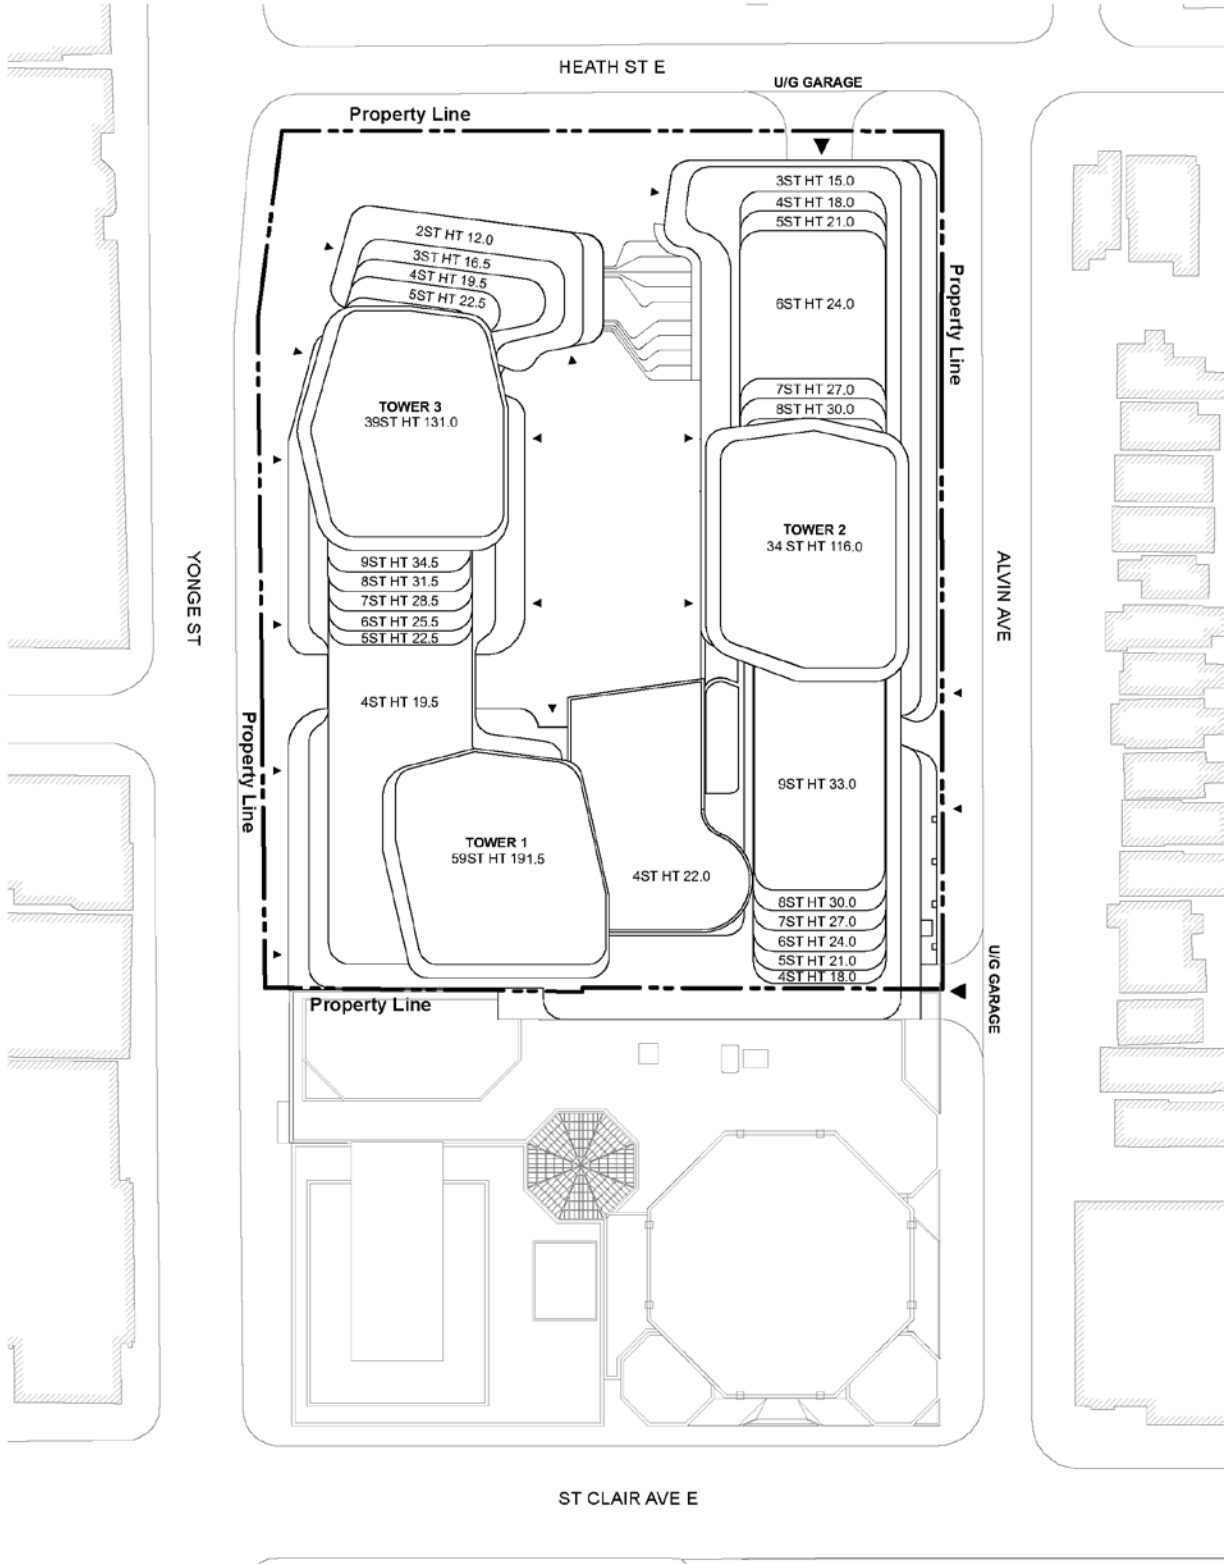 HEATH ST E
U/G GARAGE
Property Line
3ST HT 15.0
4ST HT 18.0
5ST HT 21.0
2ST HT 12.0
3ST HT 16.5
4ST HT 19.5
5ST HT 22.5
6ST HT 24.0
Property Line
7ST HT 27.0
8ST HT 30.0
TOWER 3
39ST HT 131.0
TOWER 2
34 ST HT 116.0
YONGE ST
ALVIN AVE
9ST HT 34.5
8ST HT 31.5
7ST HT 28.5
6ST HT 25.5
5ST HT 22.5
4ST HT 19.5
Property Line
9ST HT 33.0
TOWER 1
59ST HT 191.5
4ST HT 22.0
8ST HT 30.0
7ST HT 27.0
6ST HT 24.0
5ST HT 21.0
4ST HT 18.0
U/G GARAGE
Property Line
ST CLAIR AVE E